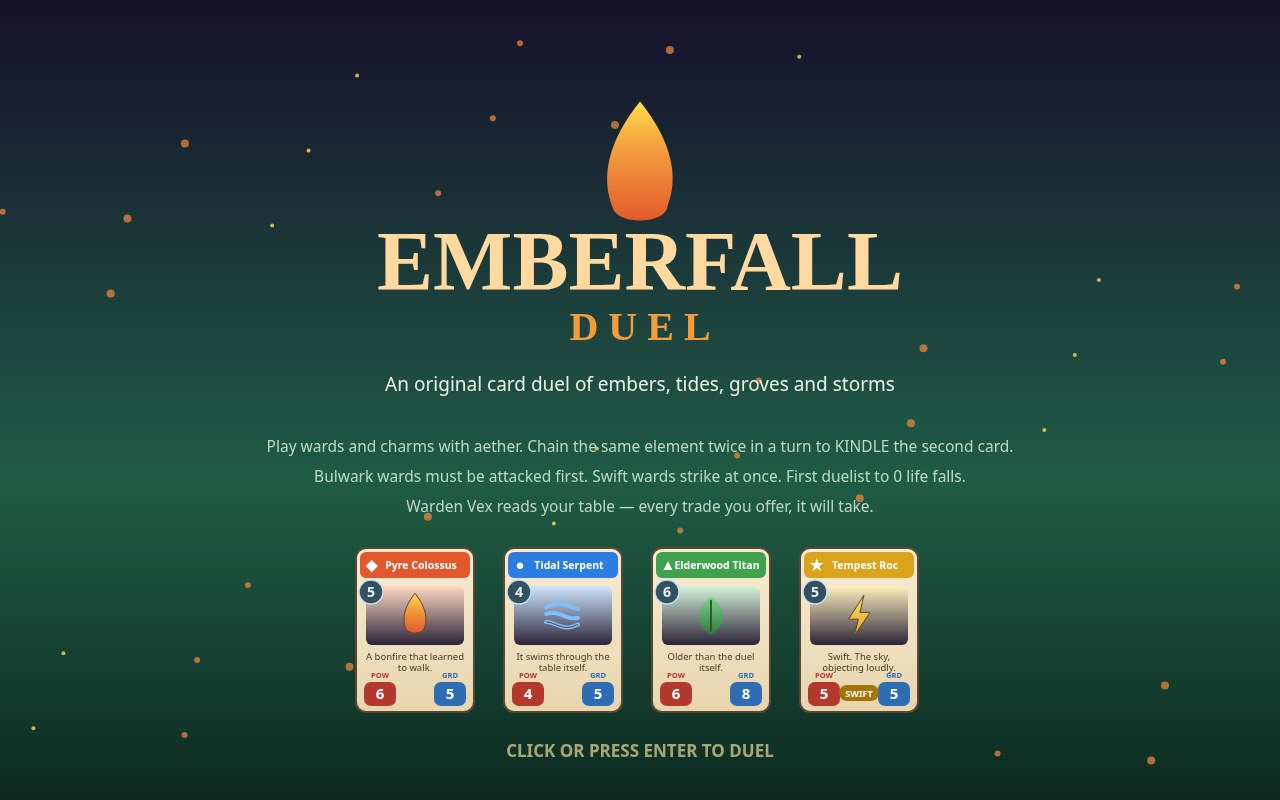 EMBERFALL
DUEL
An original card duel of embers, tides, groves and storms
Play wards and charms with aether. Chain the same element twice in a turn to KINDLE the second card.
Bulwark wards must be attacked first. Swift wards strike at once. First duelist to 0 life falls.
Warden Vex reads your table — every trade you offer, it will take.
Pyre Colossus
5
A bonfire that learned
to walk.
POW
GRD
6
5
Tidal Serpent
4
It swims through the
table itself.
POW
GRD
4
5
Elderwood Titan
6
Older than the duel
itself.
POW
GRD
6
8
Tempest Roc
5
Swift. The sky,
objecting loudly.
POW
GRD
5
SWIFT
5
CLICK OR PRESS ENTER TO DUEL